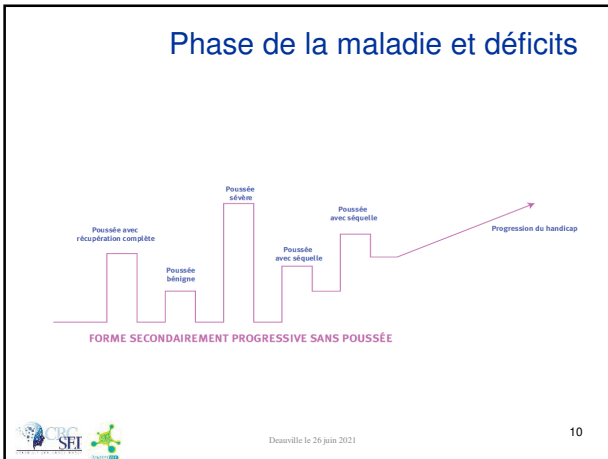 Phase de la maladie et déficits
Poussée
sévère
Poussée avec
récupération complète
Poussée
bénigne
Poussée
avec séquelle
Poussée
avec séquelle
Progression du handicap
FORME SECONDAIREMENT PROGRESSIVE SANS POUSSÉE
CRC
SEP
Deauville le 26 juin 2021
10